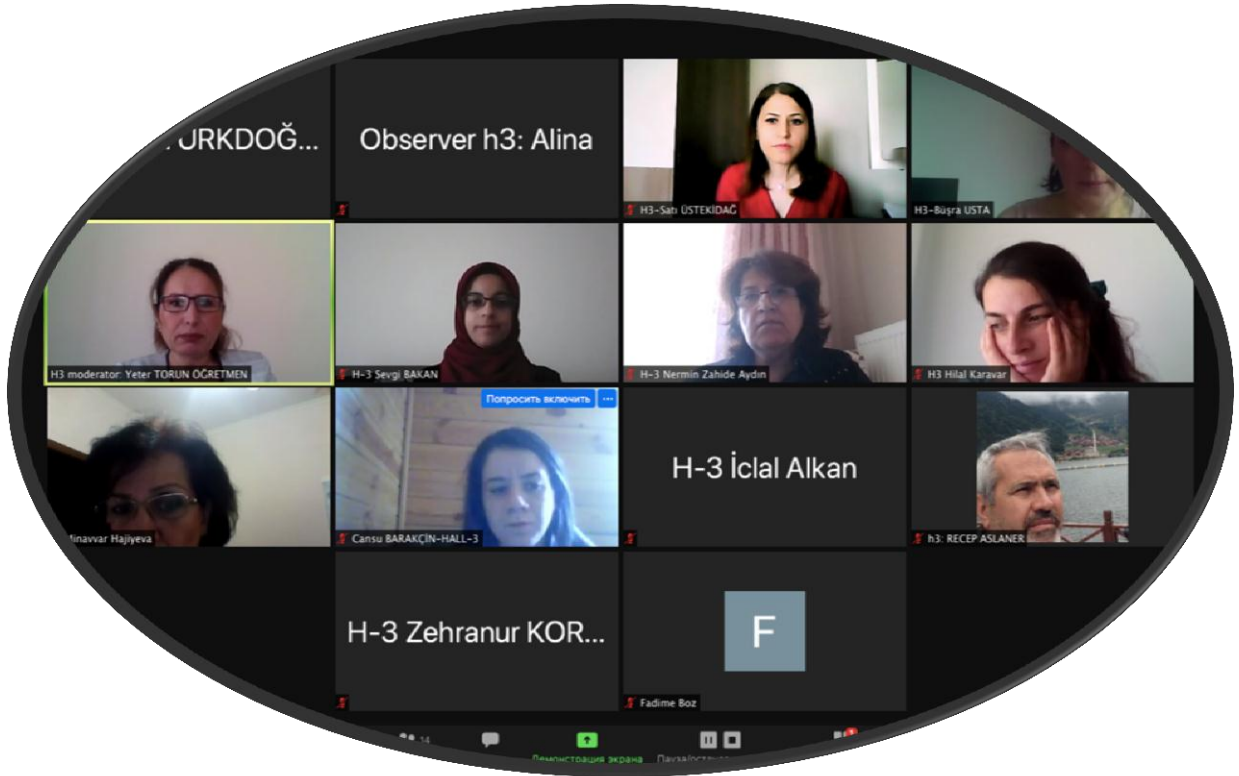 URKDOĞ...
Observer h3: Alina
H3-Satı ÜSTEKİDAĞ
H3-Büşra USTA
H3 moderator: Yeter TORUN ÖĞRETMEN
H-3 Sevgi BAKAN
H-3 Nermin Zahide Aydın
H3 Hilal Karavar
Hajiyeva
Попросить включить ...
Cansu BARAKÇİN-HALL-3
H-3 İclal Alkan
h3: RECEP ASLANER
H-3 Zehranur KOR...
F
Fadime Boz
14
Демонстрация экрана